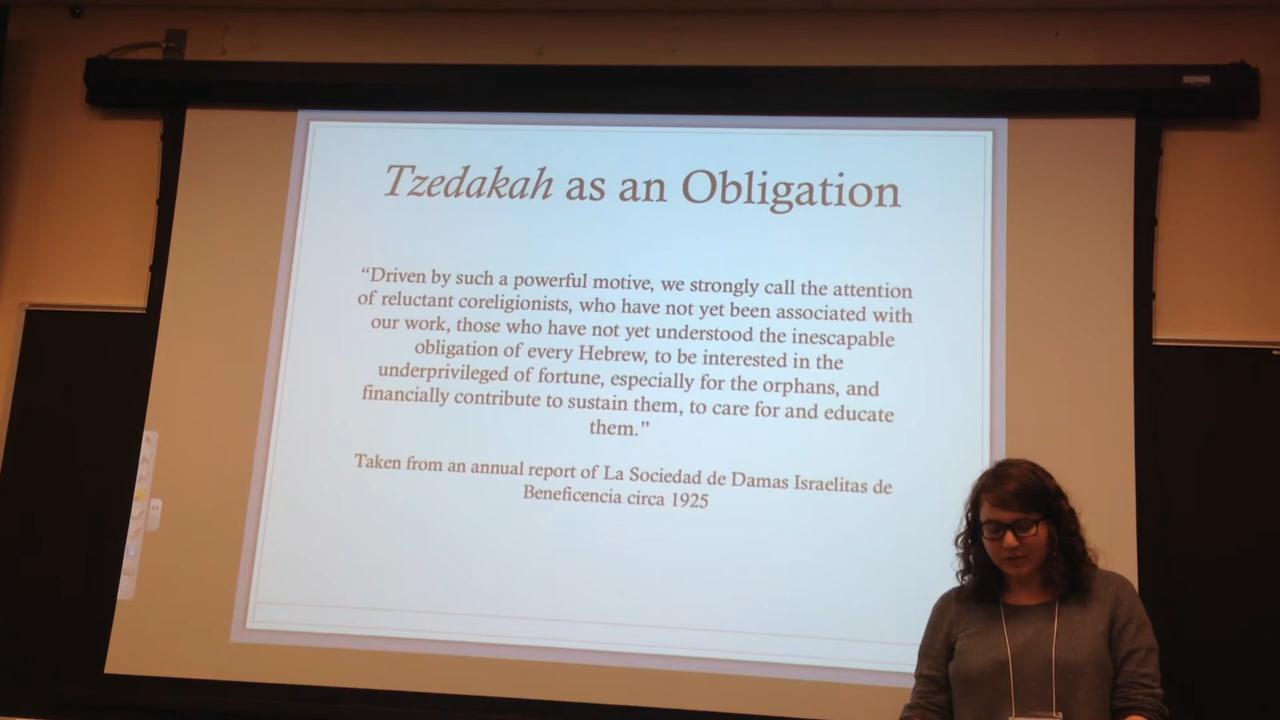 Tzedakah as an Obligation
“Driven by such a powerful motive, we strongly call the attention
of reluctant coreligionists, who have not yet been associated with
our work, those who have not yet understood the inescapable
obligation of every Hebrew, to be interested in the
underprivileged of fortune, especially for the orphans, and
financially contribute to sustain them, to care for and educate
them.”
Taken from an annual report of La Sociedad de Damas Israelitas de
Beneficencia circa 1925